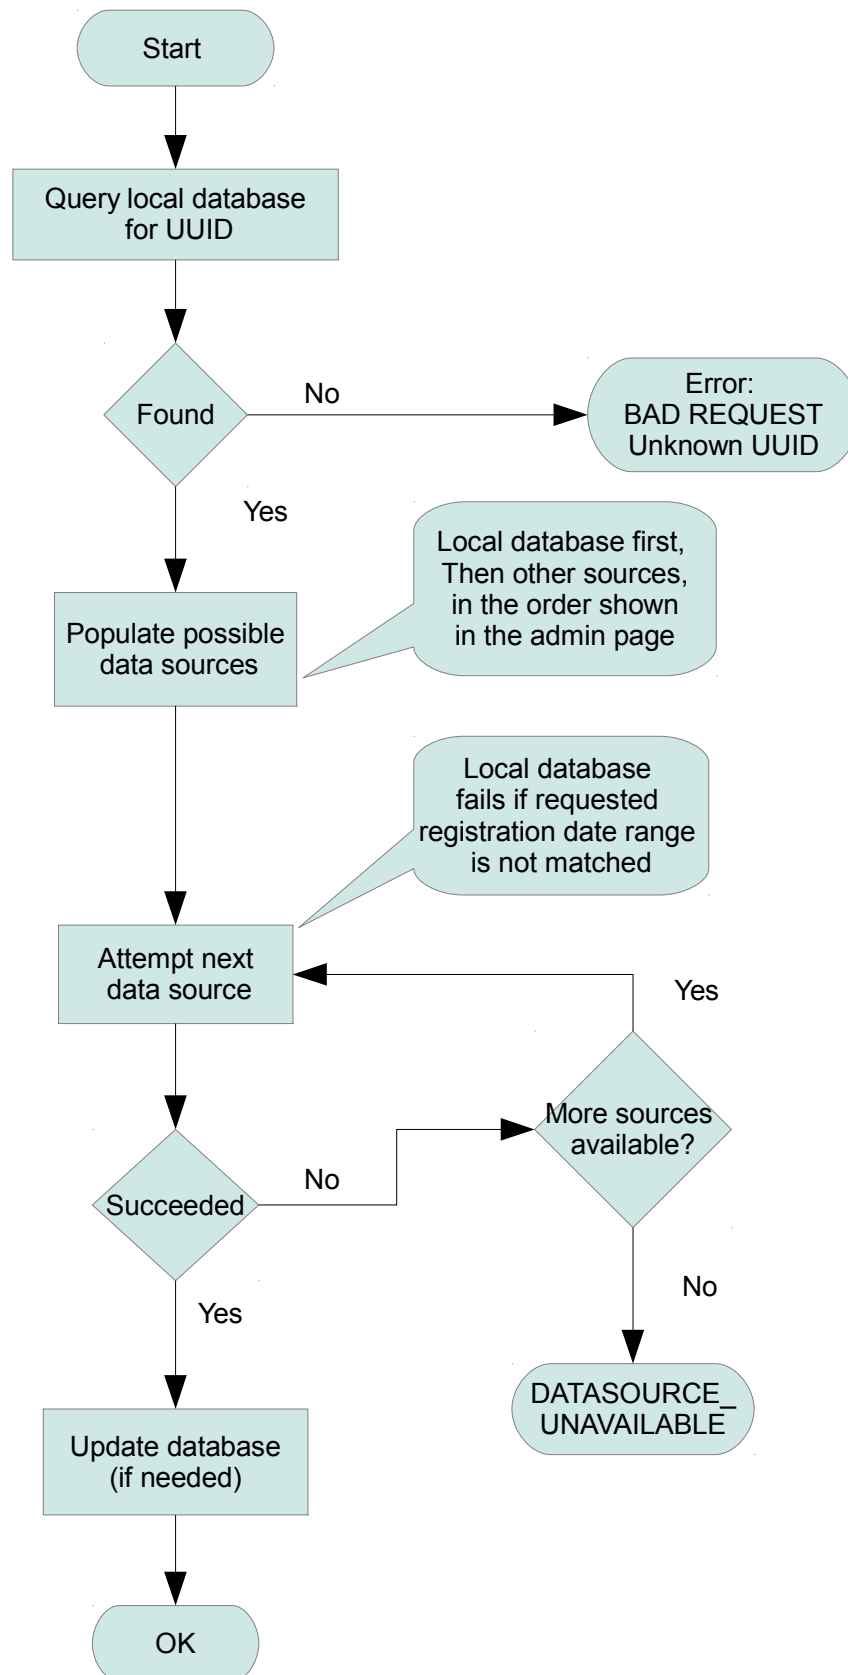 Start
Query local database
for UUID
Found
No
Error:
BAD REQUEST
Unknown UUID
Yes
Local database first,
Then other sources,
in the order shown
in the admin page
Populate possible
data sources
Local database
fails if requested
registration date range
is not matched
Attempt next
data source
Yes
More sources
available?
Succeeded
No
Yes
No
DATASOURCE_
UNAVAILABLE
Update database
(if needed)
OK